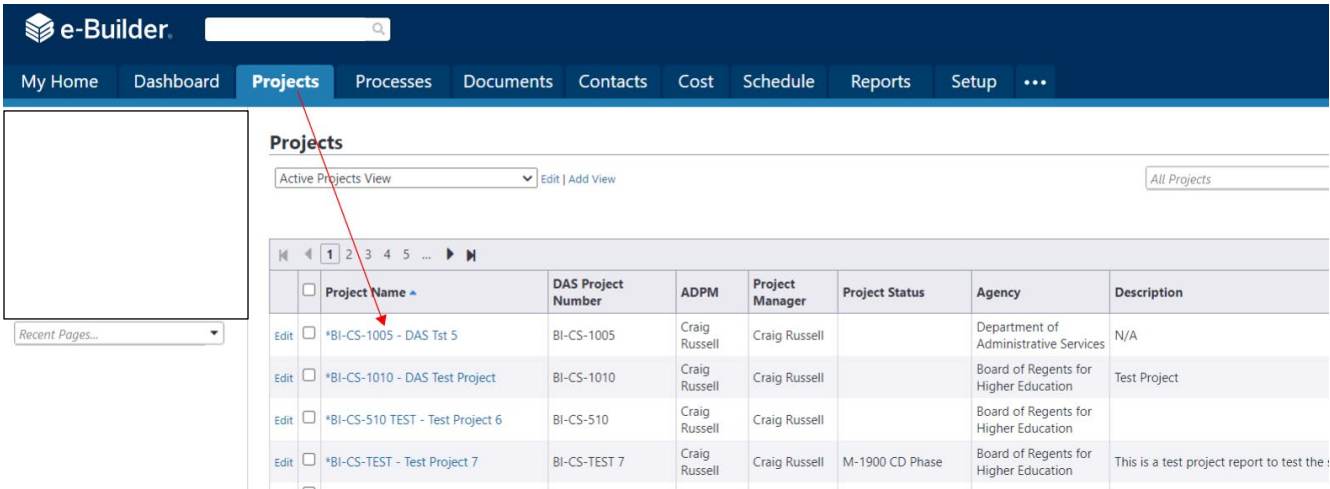 e-Builder.
My Home Dashboard Projects Processes Documents Contacts Cost Schedule Reports Setup •••
Projects
Active Projects View Edit | Add View All Projects
1 2 3 4 5 ...
Project Name DAS Project Number ADPM Project Manager Project Status Agency Description
Recent Pages...
Edit *BI-CS-1005 - DAS Tst 5 BI-CS-1005 Craig Russell Craig Russell Department of Administrative Services N/A
Edit *BI-CS-1010 - DAS Test Project BI-CS-1010 Craig Russell Craig Russell Board of Regents for Higher Education Test Project
Edit *BI-CS-510 TEST - Test Project 6 BI-CS-510 Craig Russell Craig Russell Board of Regents for Higher Education
Edit *BI-CS-TEST - Test Project 7 BI-CS-TEST 7 Craig Russell Craig Russell M-1900 CD Phase Board of Regents for Higher Education This is a test project report to test the